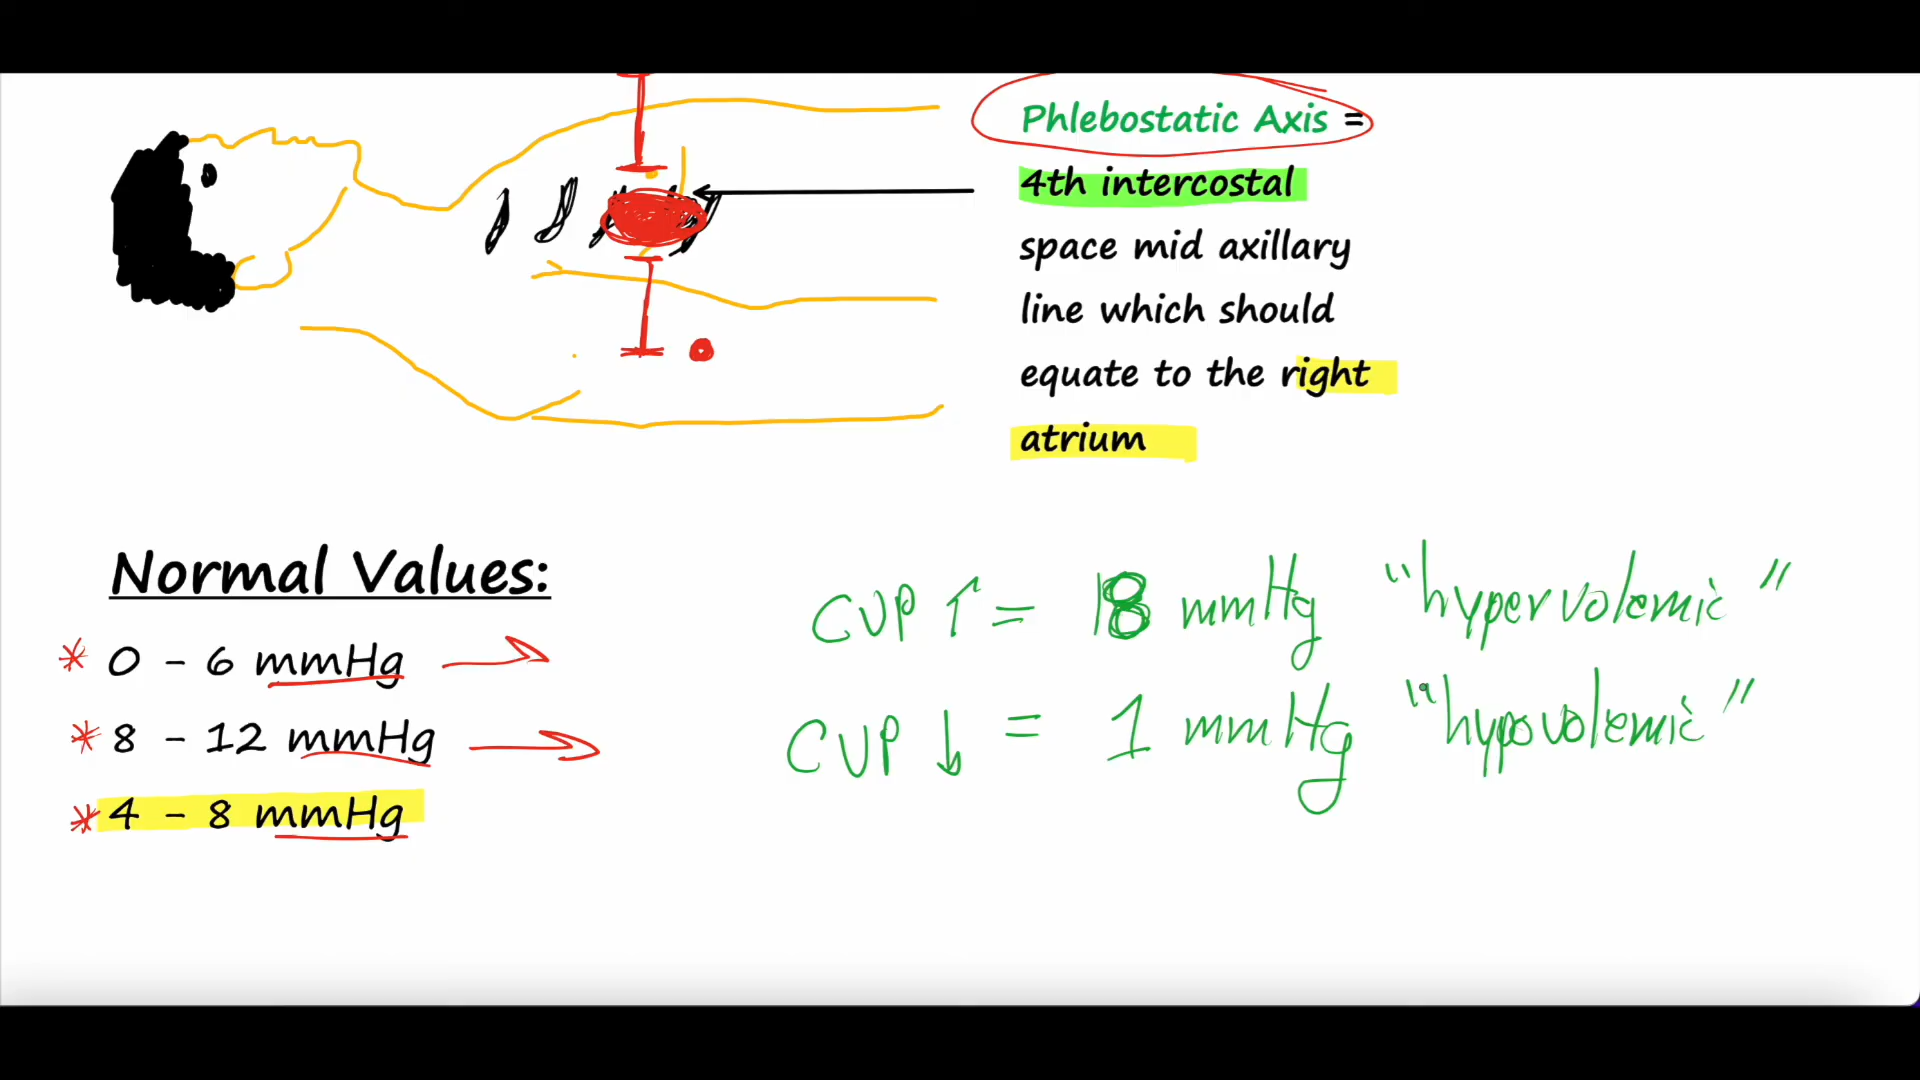 Phlebostatic Axis =
4th intercostal
space mid axillary
line which should
equate to the right
atrium
Normal Values:
* 0 - 6 mmHg
* 8 - 12 mmHg
* 4 - 8 mmHg
CVP ↑ = 18 mmHg "hypervolemic"
CVP ↓ = 1 mmHg "hypovolemic"